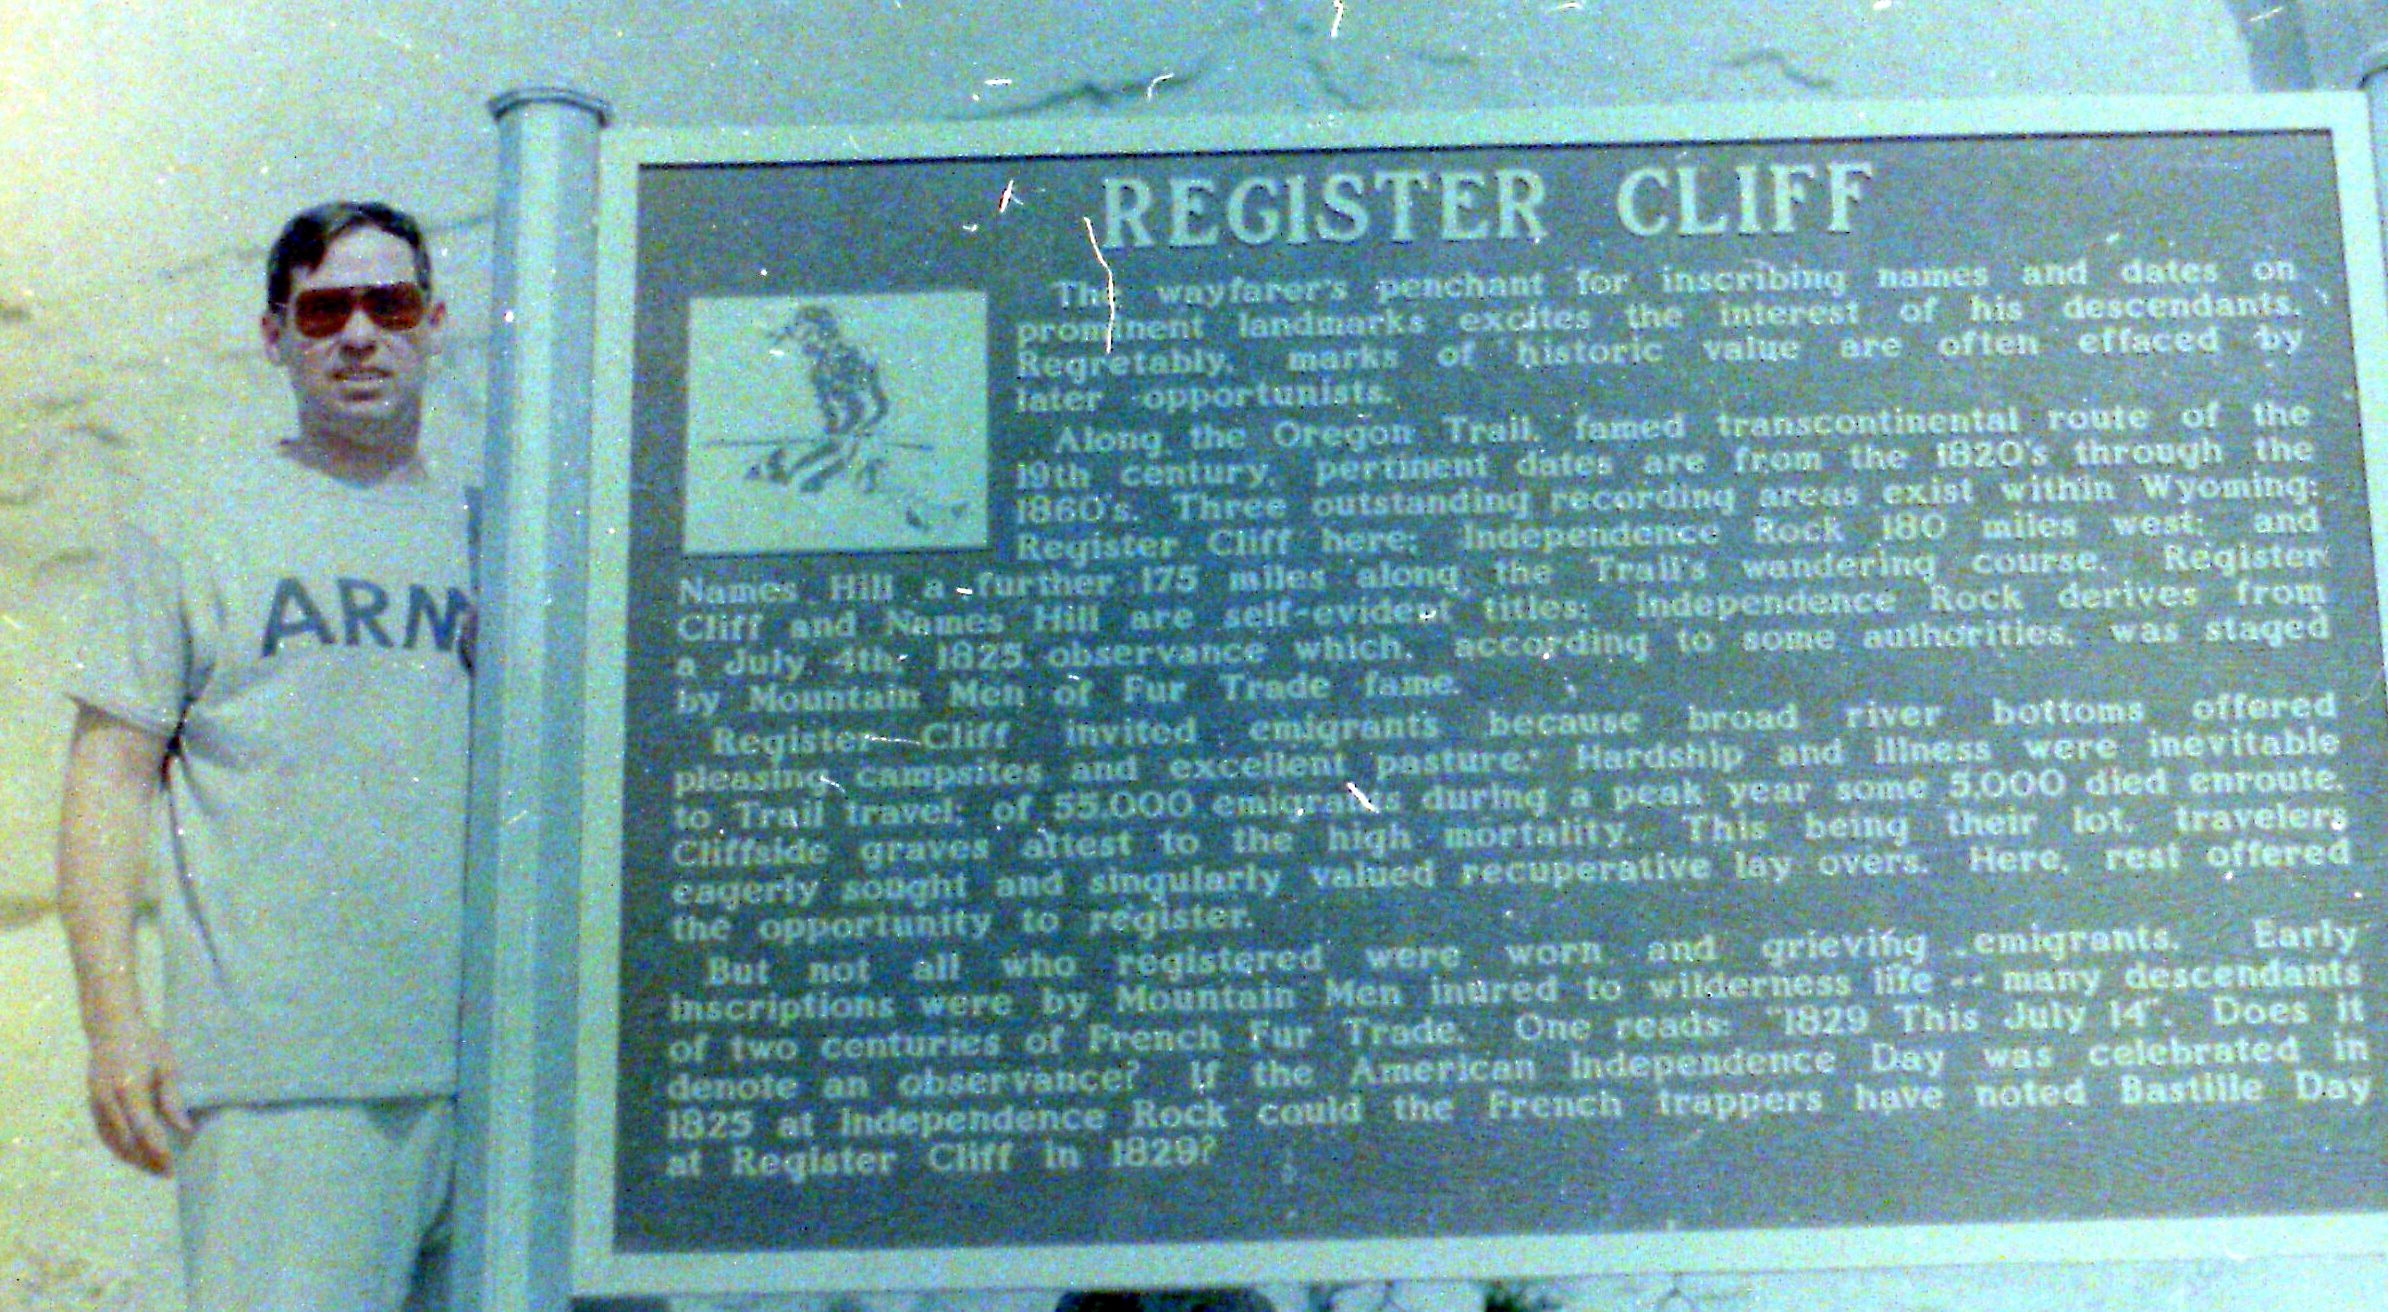 ARM
REGISTER CLIFF
The wayfarer's penchant for inscribing names and dates on
prominent landmarks excites the interest of his descendants.
Regretably, marks of historic value are often effaced by
later opportunists.
Along the Oregon Trail, famed transcontinental route of the
19th century, pertinent dates are from the 1820's through the
1860's. Three outstanding recording areas exist within Wyoming:
Register Cliff here; Independence Rock 180 miles west; and
Names Hill a further 175 miles along the Trail's wandering course. Register
Cliff and Names Hill are self-evident titles; Independence Rock derives from
a July 4th, 1825 observance which, according to some authorities, was staged
by Mountain Men of Fur Trade fame.
Register Cliff invited emigrants because broad river bottoms offered
pleasing campsites and excellent pasture. Hardship and illness were inevitable
to Trail travel; of 55,000 emigrants during a peak year some 5,000 died enroute.
Cliffside graves attest to the high mortality. This being their lot, travelers
eagerly sought and singularly valued recuperative lay overs. Here, rest offered
the opportunity to register.
But not all who registered were worn and grieving emigrants. Early
inscriptions were by Mountain Men inured to wilderness life -- many descendants
of two centuries of French Fur Trade. One reads: "1829 This July 14". Does it
denote an observance? If the American Independence Day was celebrated in
1825 at Independence Rock could the French trappers have noted Bastille Day
at Register Cliff in 1829?